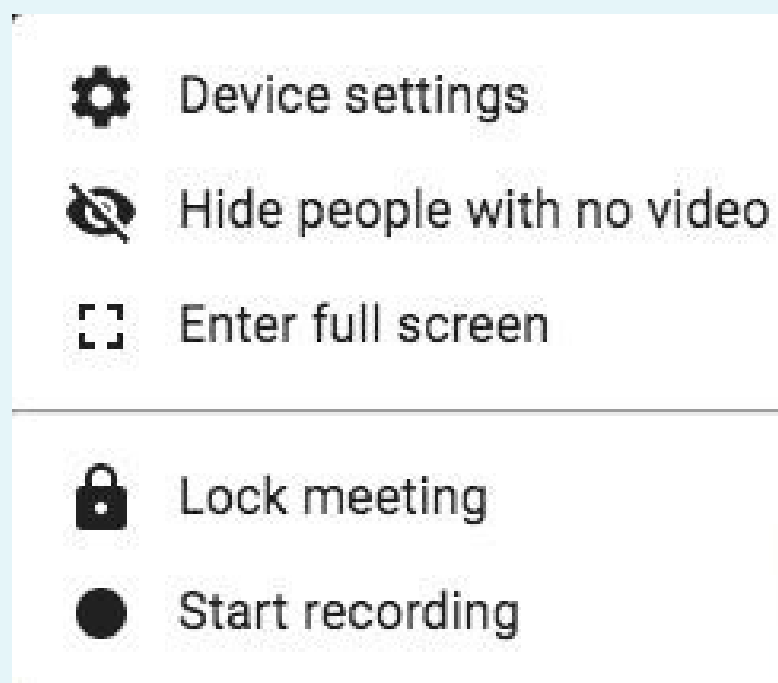 Device settings
Hide people with no video
Enter full screen
Lock meeting
Start recording